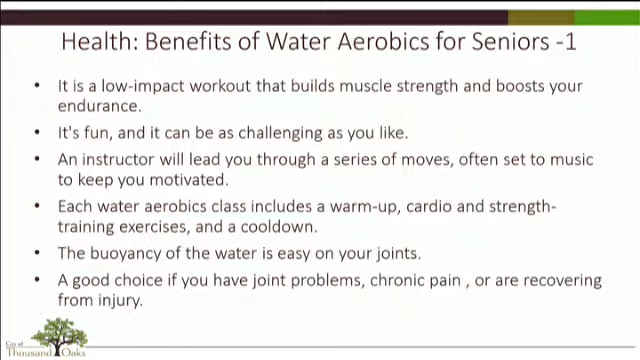 Health: Benefits of Water Aerobics for Seniors -1
• It is a low-impact workout that builds muscle strength and boosts your
endurance.
• It's fun, and it can be as challenging as you like.
• An instructor will lead you through a series of moves, often set to music
to keep you motivated.
• Each water aerobics class includes a warm-up, cardio and strength-
training exercises, and a cooldown.
• The buoyancy of the water is easy on your joints.
• A good choice if you have joint problems, chronic pain , or are recovering
from injury.
City of
Thousand Oaks